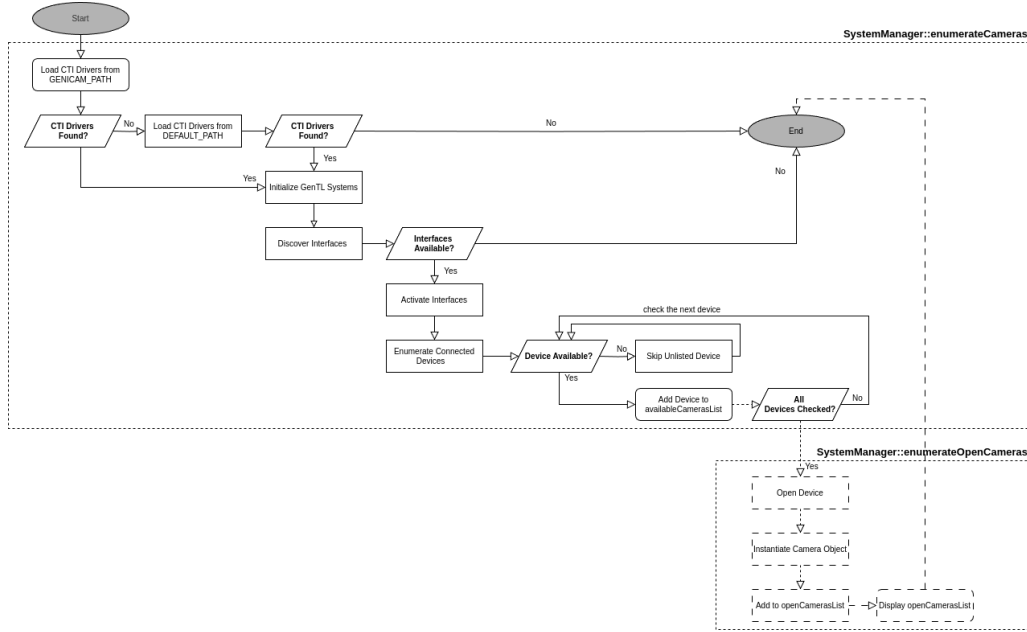 Start
SystemManager::enumerateCameras
Load CTI Drivers from
GENICAM_PATH
CTI Drivers
Found?
No
Load CTI Drivers from
DEFAULT_PATH
CTI Drivers
Found?
No
End
Yes
Yes
Initialize GenTL Systems
No
Discover Interfaces
Interfaces
Available?
Yes
Activate Interfaces
check the next device
Enumerate Connected
Devices
Device Available?
No
Skip Unlisted Device
Yes
Add Device to
availableCamerasList
All
Devices Checked?
No
SystemManager::enumerateOpenCameras
Yes
Open Device
Instantiate Camera Object
Add to openCamerasList
Display openCamerasList